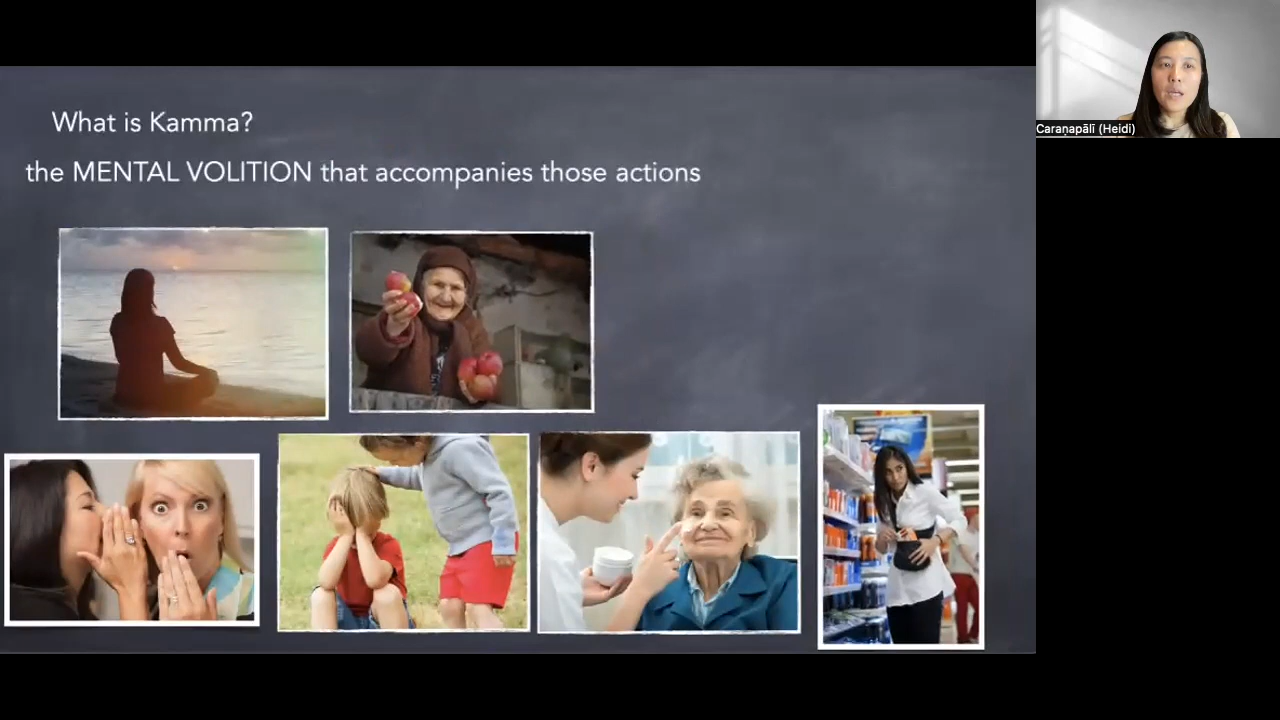 What is Kamma?
the MENTAL VOLITION that accompanies those actions
Caraṇapālī (Heidi)